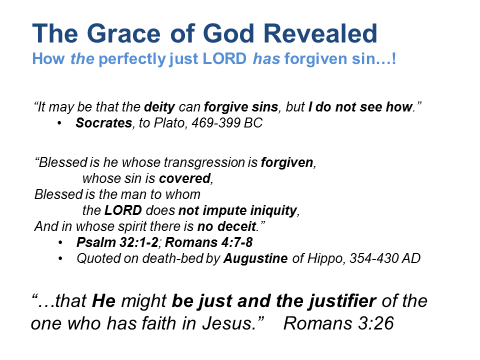 The Grace of God Revealed
How the perfectly just LORD has forgiven sin…!
“It may be that the deity can forgive sins, but I do not see how.”
• Socrates, to Plato, 469-399 BC
“Blessed is he whose transgression is forgiven,
whose sin is covered,
Blessed is the man to whom
the LORD does not impute iniquity,
And in whose spirit there is no deceit.”
• Psalm 32:1-2; Romans 4:7-8
• Quoted on death-bed by Augustine of Hippo, 354-430 AD
“…that He might be just and the justifier of the
one who has faith in Jesus.” Romans 3:26